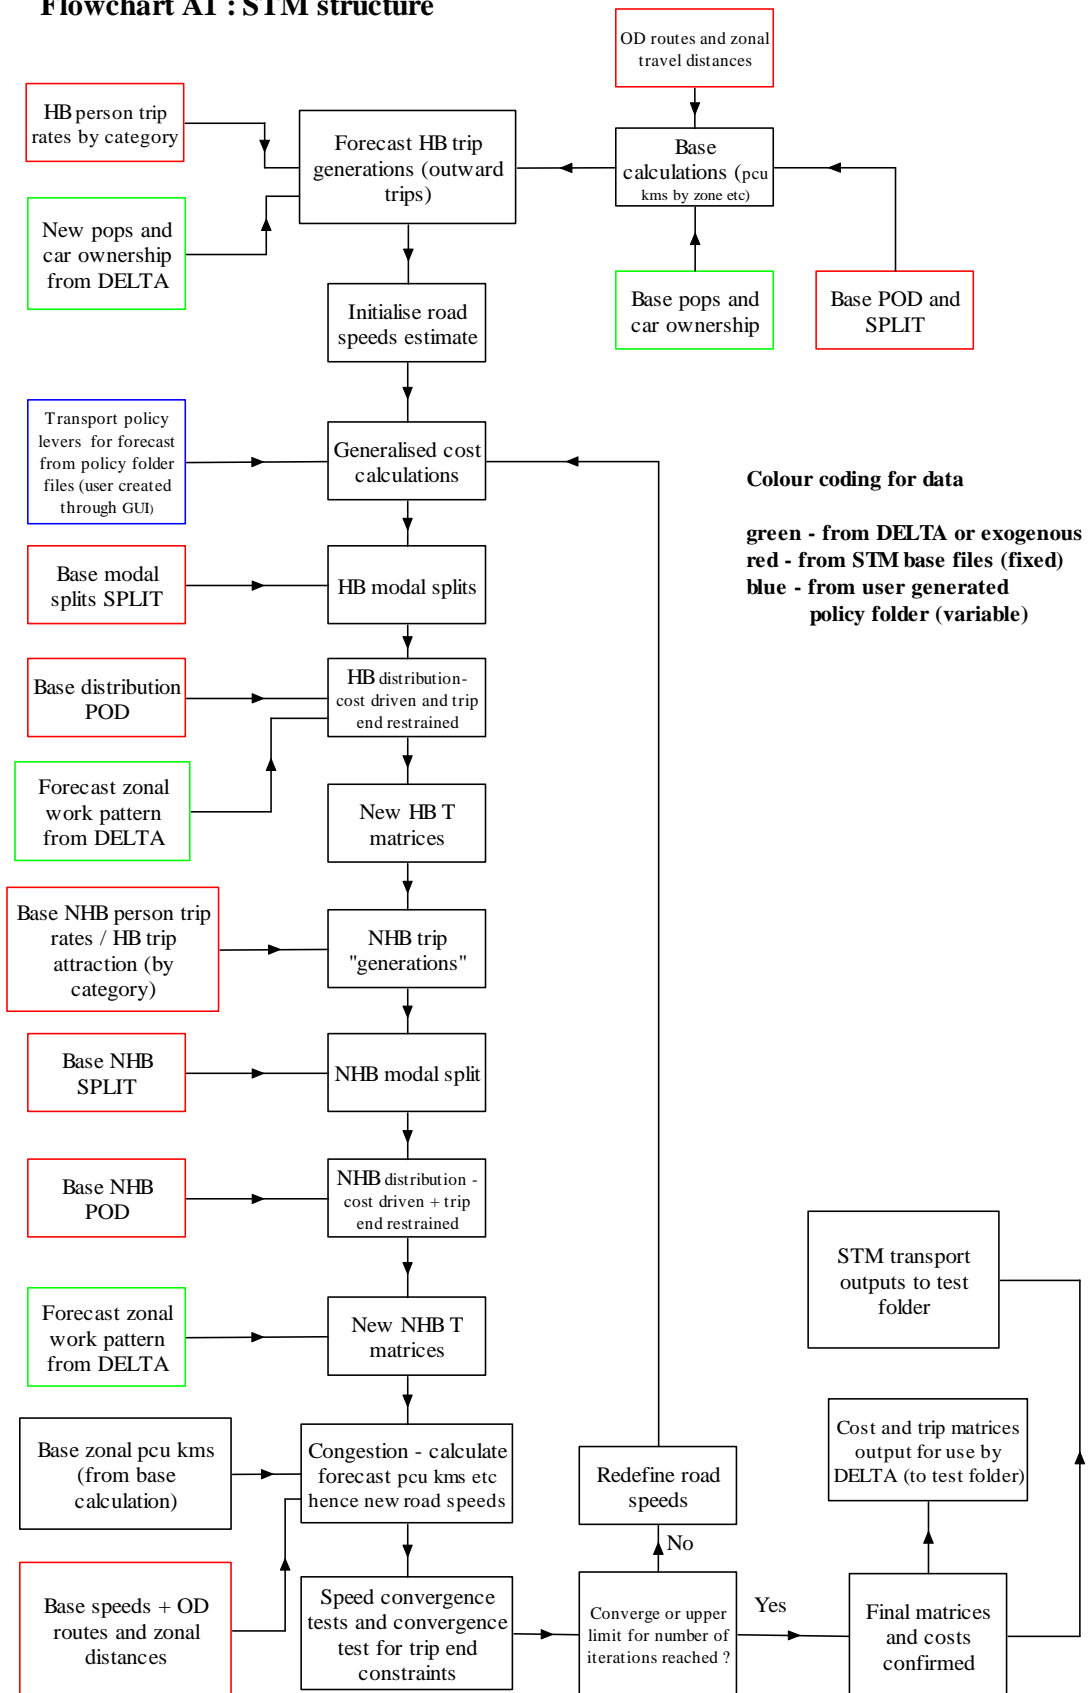 Flowchart A1 : STM structure
OD routes and zonal
travel distances
HB person trip
rates by category
Forecast HB trip
generations (outward
trips)
Base
calculations (pcu
kms by zone etc)
New pops and
car ownership
from DELTA
Base pops and
car ownership
Base POD and
SPLIT
Initialise road
speeds estimate
Transport policy
levers for forecast
from policy folder
files (user created
through GUI)
Generalised cost
calculations
Colour coding for data
green - from DELTA or exogenous
red - from STM base files (fixed)
blue - from user generated
policy folder (variable)
Base modal
splits SPLIT
HB modal splits
Base distribution
POD
HB distribution-
cost driven and trip
end restrained
Forecast zonal
work pattern
from DELTA
New HB T
matrices
Base NHB person trip
rates / HB trip
attraction (by
category)
NHB trip
"generations"
Base NHB
SPLIT
NHB modal split
Base NHB
POD
NHB distribution -
cost driven + trip
end restrained
STM transport
outputs to test
folder
Forecast zonal
work pattern
from DELTA
New NHB T
matrices
Base zonal pcu kms
(from base
calculation)
Congestion - calculate
forecast pcu kms etc
hence new road speeds
Redefine road
speeds
Cost and trip matrices
output for use by
DELTA (to test folder)
No
Base speeds + OD
routes and zonal
distances
Speed convergence
tests and convergence
test for trip end
constraints
Converge or upper
limit for number of
iterations reached ?
Yes
Final matrices
and costs
confirmed